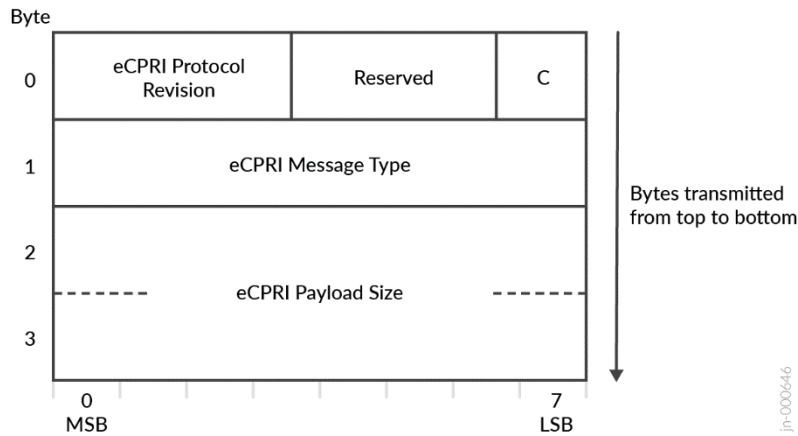 Byte
0
eCPRI Protocol
Revision
Reserved
C
1
eCPRI Message Type
2
eCPRI Payload Size
3
Bytes transmitted
from top to bottom
0
7
MSB
LSB
jn-000646